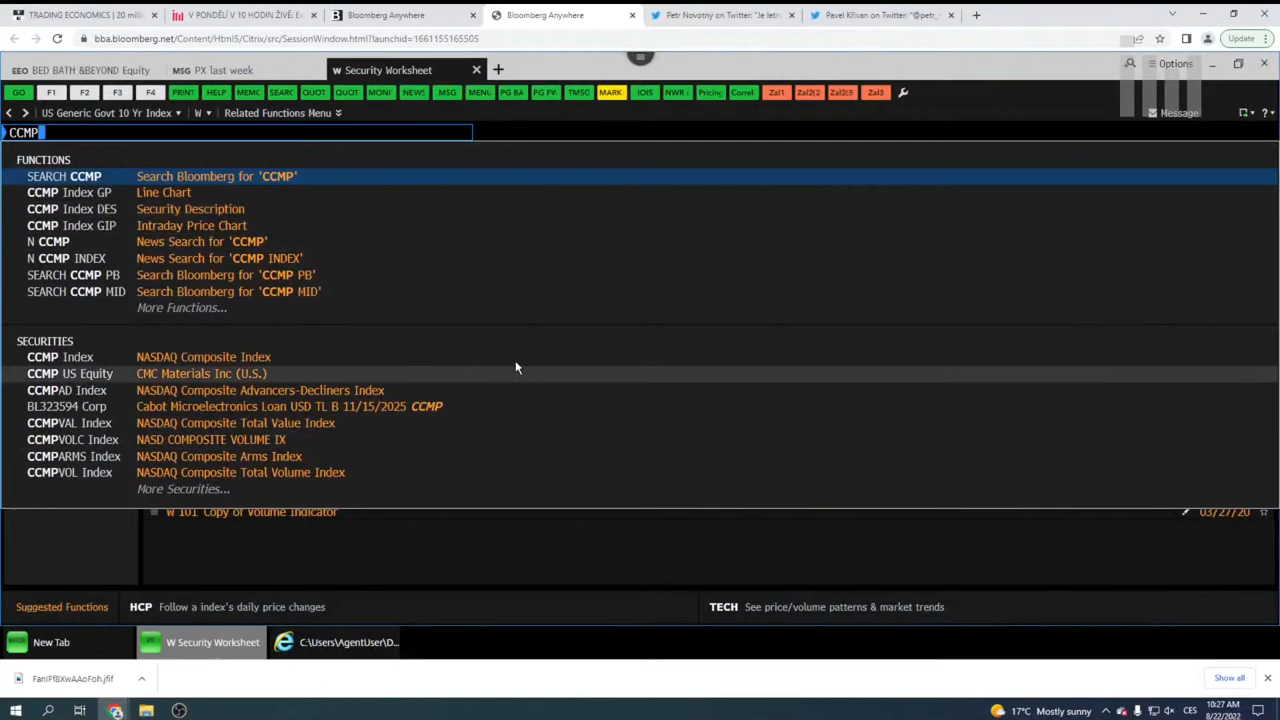 TRADING ECONOMICS | 20 millio
V PONDĚLÍ V 10 HODIN ŽIVĚ: Ex
Bloomberg Anywhere
Bloomberg Anywhere
Petr Novotný on Twitter: "Je letn
Pavel Křivan on Twitter: "@petr_n
bba.bloomberg.net/Content/Html5/Citrix/src/SessionWindow.html?launchid=1661155165505
Update
EEO BED BATH &BEYOND Equity
MSG PX last week
W Security Worksheet
Options
GO F1 F2 F3 F4 PRINT HELP MEMC SEARC QUOT QUOT MONI NEWS MSG MENU PG BA PG FW TMSG MARK IOIS NWR Pricing Correl. Zal1 Zal2(2 Zal2(5 Zal3
US Generic Govt 10 Yr Index W Related Functions Menu
Message
CCMP
FUNCTIONS
SEARCH CCMP Search Bloomberg for 'CCMP'
CCMP Index GP Line Chart
CCMP Index DES Security Description
CCMP Index GIP Intraday Price Chart
N CCMP News Search for 'CCMP'
N CCMP INDEX News Search for 'CCMP INDEX'
SEARCH CCMP PB Search Bloomberg for 'CCMP PB'
SEARCH CCMP MID Search Bloomberg for 'CCMP MID'
More Functions...
SECURITIES
CCMP Index NASDAQ Composite Index
CCMP US Equity CMC Materials Inc (U.S.)
CCMPAD Index NASDAQ Composite Advancers-Decliners Index
BL323594 Corp Cabot Microelectronics Loan USD TL B 11/15/2025 CCMP
CCMPVAL Index NASDAQ Composite Total Value Index
CCMPVOLC Index NASD COMPOSITE VOLUME IX
CCMPARMS Index NASDAQ Composite Arms Index
CCMPVOL Index NASDAQ Composite Total Volume Index
More Securities...
W 101 Copy of Volume Indicator 03/27/20
Suggested Functions HCP Follow a index's daily price changes TECH See price/volume patterns & market trends
New Tab
W Security Worksheet
C:\Users\AgentUser\D...
FanIFf8XwAAoFoh.jfif
Show all
17°C Mostly sunny
CES
10:27 AM
8/22/2022